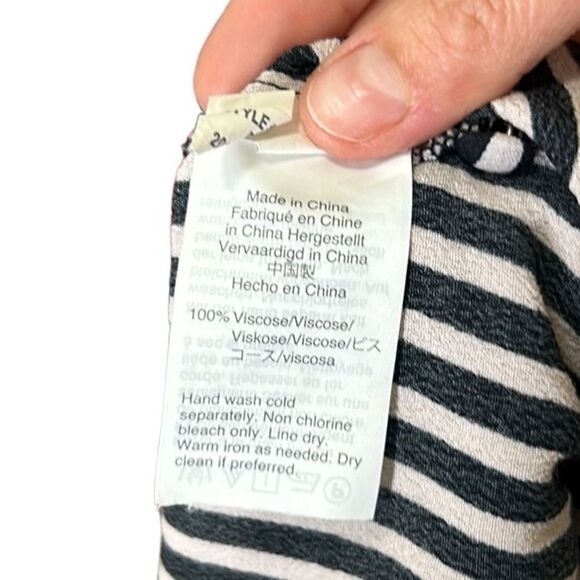 YLE
Made in China
Fabriqué en Chine
in China Hergestellt
Vervaardigd in China
中国製
Hecho en China
100% Viscose/Viscose/
Viskose/Viscose/ビス
コース/viscosa
Hand wash cold
separately. Non chlorine
bleach only. Line dry.
Warm iron as needed. Dry
clean if preferred.